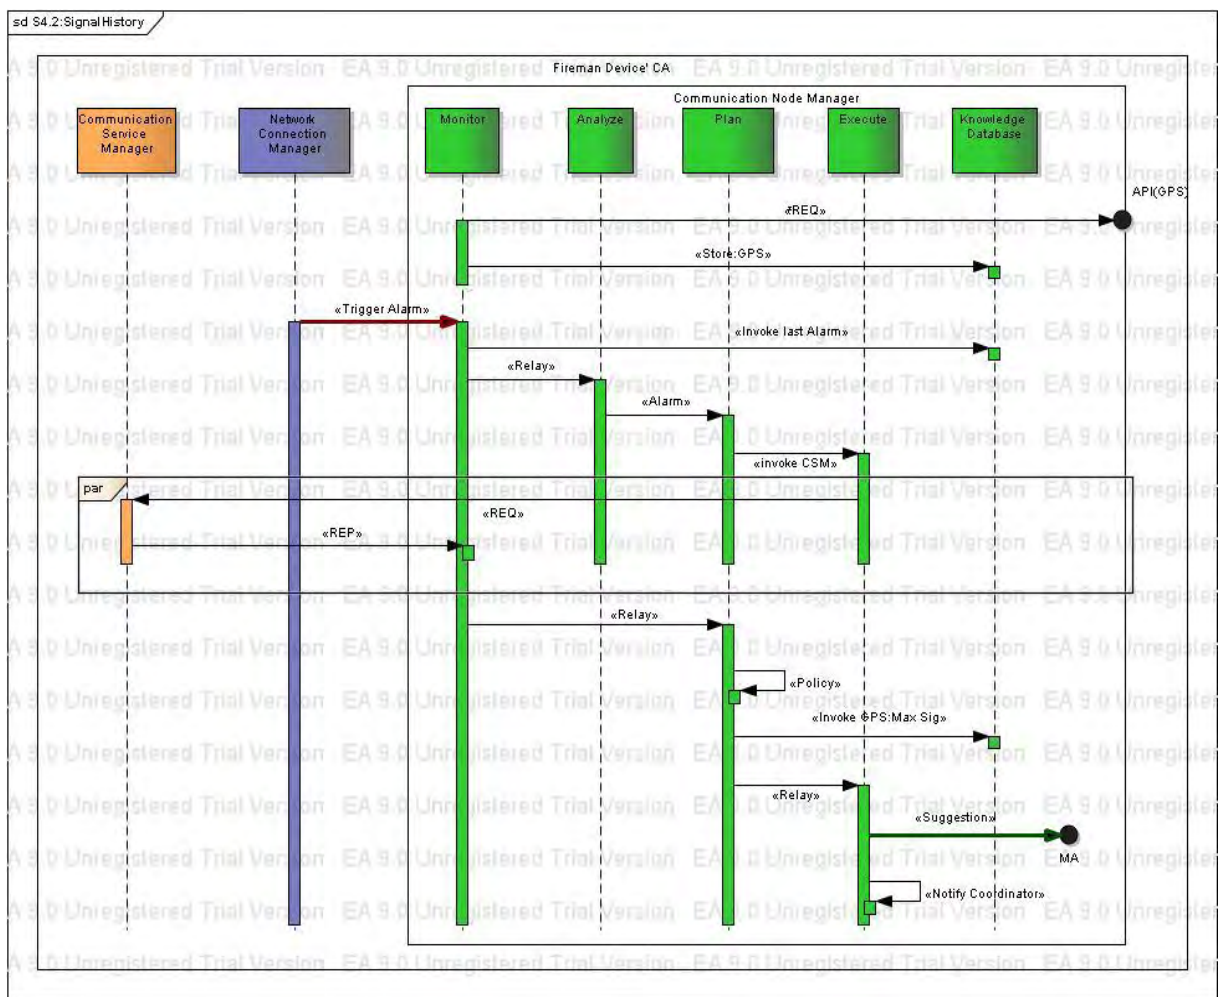 sd S4.2:SignalHistory
Fireman Device' CA
Communication Node Manager
Communication
Service
Manager
Network
Connection
Manager
Monitor
Analyze
Plan
Execute
Knowledge
Database
API(GPS)
«REQ»
«Store:GPS»
«Trigger Alarm»
«Invoke last Alarm»
«Relay»
«Alarm»
«invoke CSM»
par
«REQ»
«REP»
«Relay»
«Policy»
«Invoke GPS:Max Sig»
«Relay»
«Suggestion»
MA
«Notify Coordinator»
EA 9.0 Unregistered Trial Version